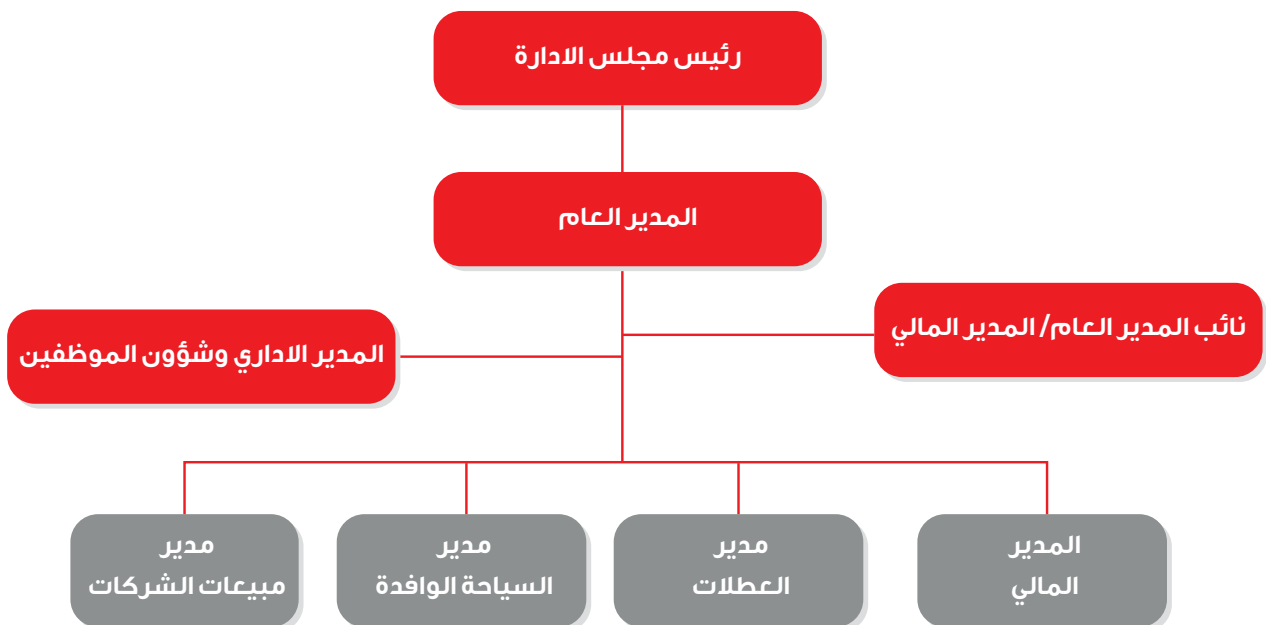 رئيس مجلس الادارة
المدير العام
نائب المدير العام/ المدير المالي
المدير الاداري وشؤون الموظفين
المدير
المالي
مدير
العطلات
مدير
السياحة الوافدة
مدير
مبيعات الشركات